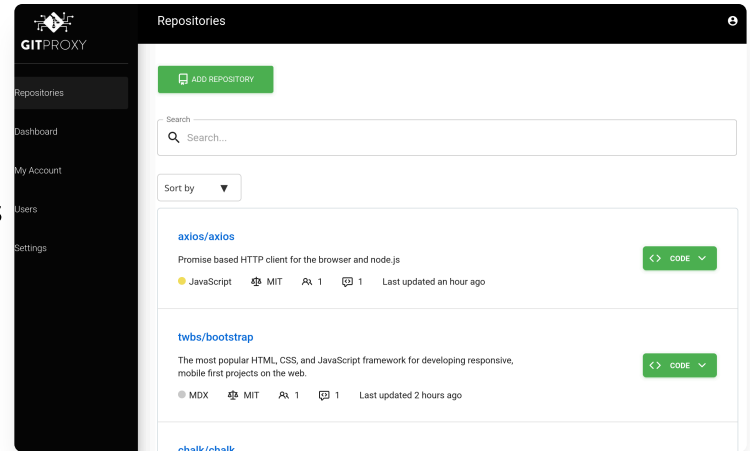 GITPROXY
Repositories
Repositories
Dashboard
My Account
Users
Settings
ADD REPOSITORY
Search
Search...
Sort by
axios/axios
Promise based HTTP client for the browser and node.js
JavaScript MIT 1 1 Last updated an hour ago
<> CODE
twbs/bootstrap
The most popular HTML, CSS, and JavaScript framework for developing responsive,
mobile first projects on the web.
MDX MIT 1 1 Last updated 2 hours ago
<> CODE
chalk/chalk